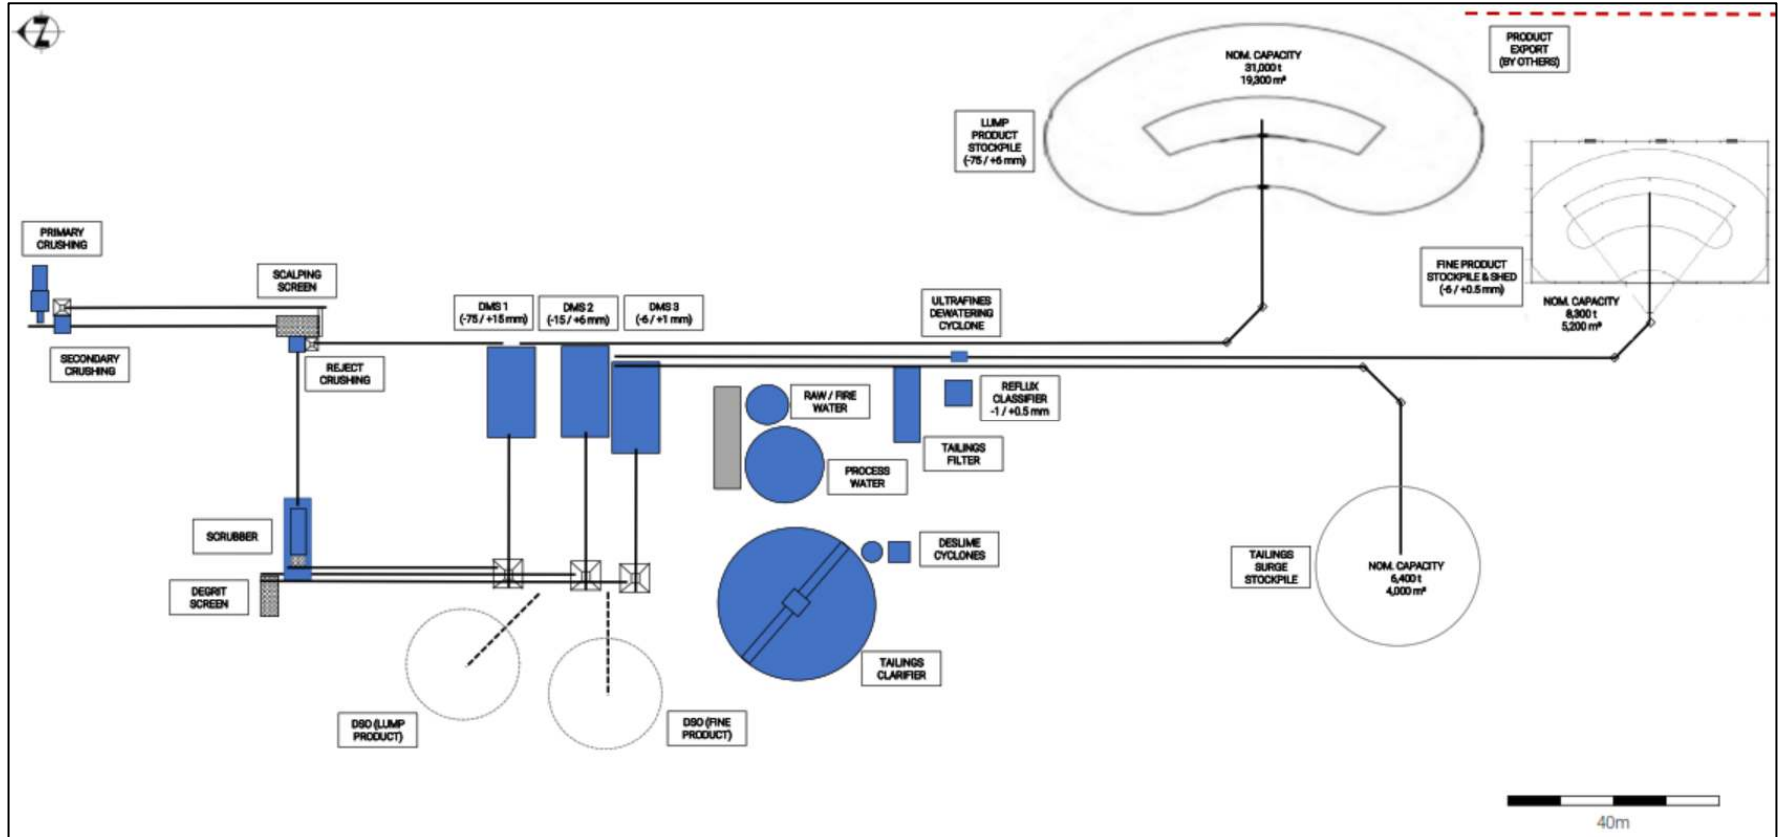 Z
NOM. CAPACITY
31,000 t
19,300 m³
PRODUCT
EXPORT
(BY OTHERS)
LUMP
PRODUCT
STOCKPILE
(-75 / +6 mm)
PRIMARY
CRUSHING
SCALPING
SCREEN
FINE PRODUCT
STOCKPILE & SHED
(-6 / +0.5 mm)
NOM. CAPACITY
8,300 t
5,200 m³
DMS 1
(-75 / +15 mm)
DMS 2
(-15 / +6 mm)
DMS 3
(-6 / +1 mm)
ULTRAFINES
DEWATERING
CYCLONE
SECONDARY
CRUSHING
REJECT
CRUSHING
RAW / FIRE
WATER
REFLUX
CLASSIFIER
-1 / +0.5 mm
TAILINGS
FILTER
PROCESS
WATER
SCRUBBER
DESLIME
CYCLONES
TAILINGS
SURGE
STOCKPILE
NOM. CAPACITY
6,400 t
4,000 m³
DEGRIT
SCREEN
TAILINGS
CLARIFIER
DSO (LUMP
PRODUCT)
DSO (FINE
PRODUCT)
40m